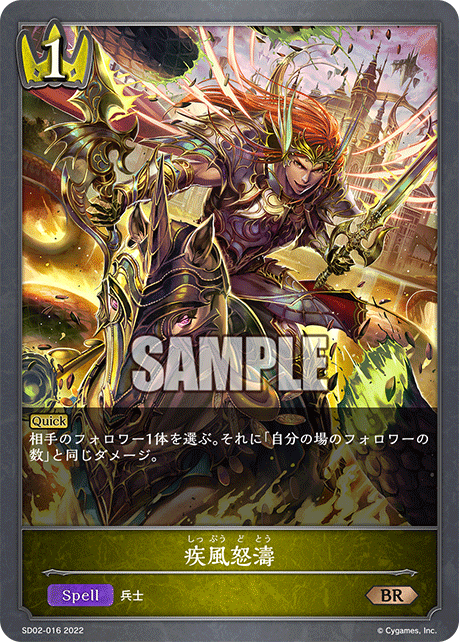 1
SAMPLE
Quick
相手のフォロワー1体を選ぶ。それに「自分の場のフォロワーの
数」と同じダメージ。
しっ ぷう ど とう
疾風怒濤
Spell 兵士 BR
SD02-016 2022 © Cygames, Inc.